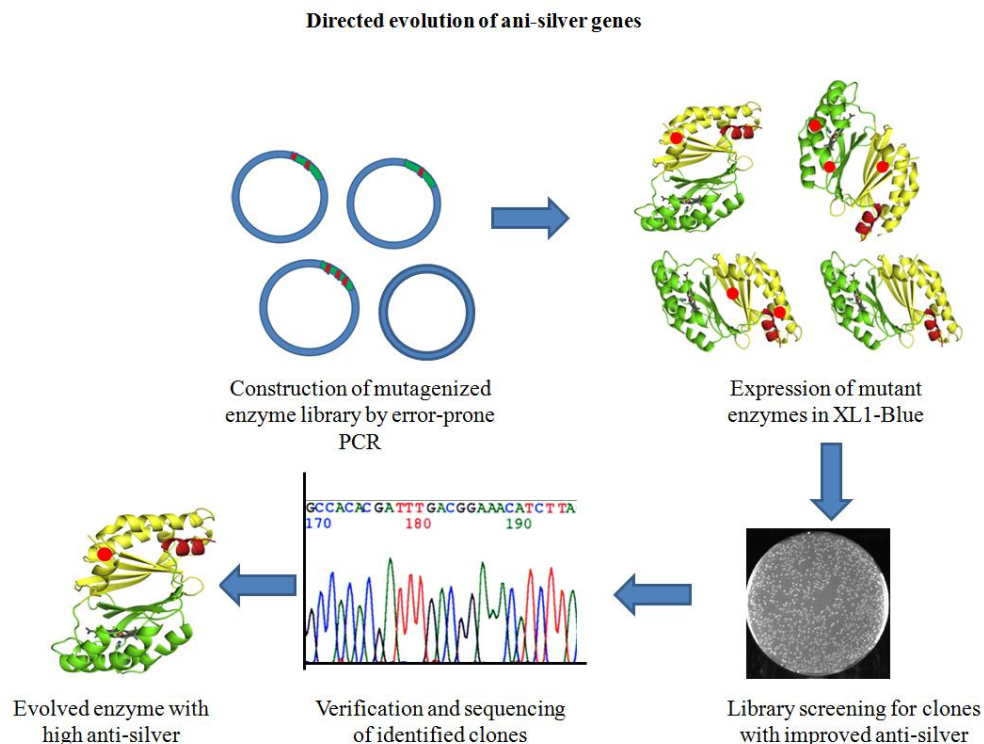 Directed evolution of ani-silver genes
Construction of mutagenized
enzyme library by error-prone
PCR
Expression of mutant
enzymes in XL1-Blue
GCCACACGATTTGACGGAAACATCTTA
170 180 190
Evolved enzyme with
high anti-silver
Verification and sequencing
of identified clones
Library screening for clones
with improved anti-silver